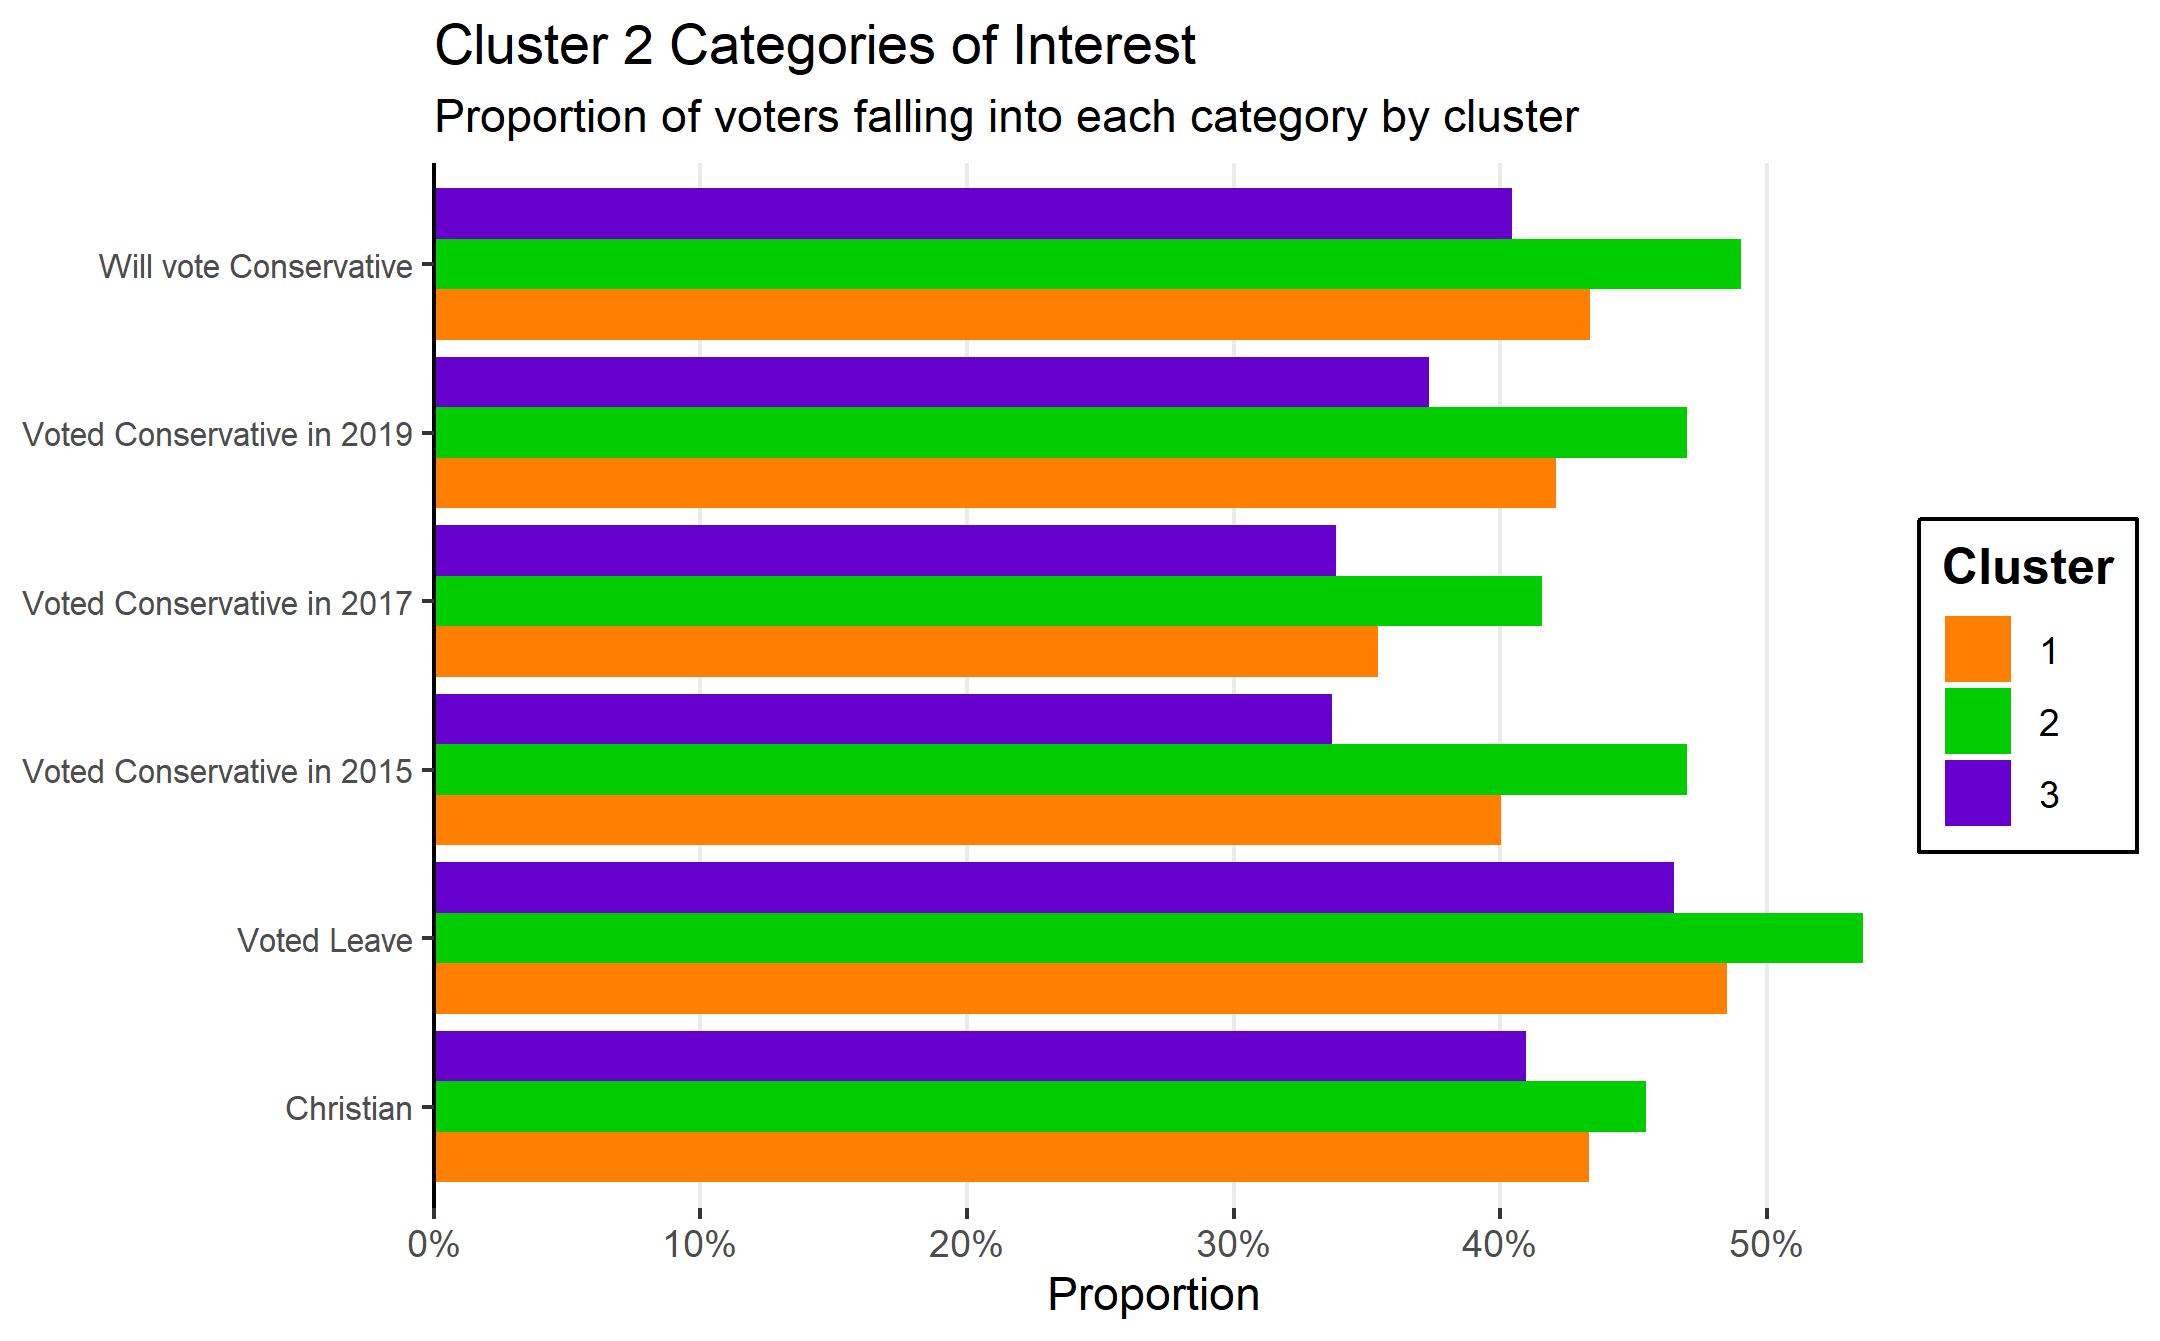 Cluster 2 Categories of Interest
Proportion of voters falling into each category by cluster
Will vote Conservative
Voted Conservative in 2019
Voted Conservative in 2017
Voted Conservative in 2015
Voted Leave
Christian
0% 10% 20% 30% 40% 50%
Proportion
Cluster
1
2
3